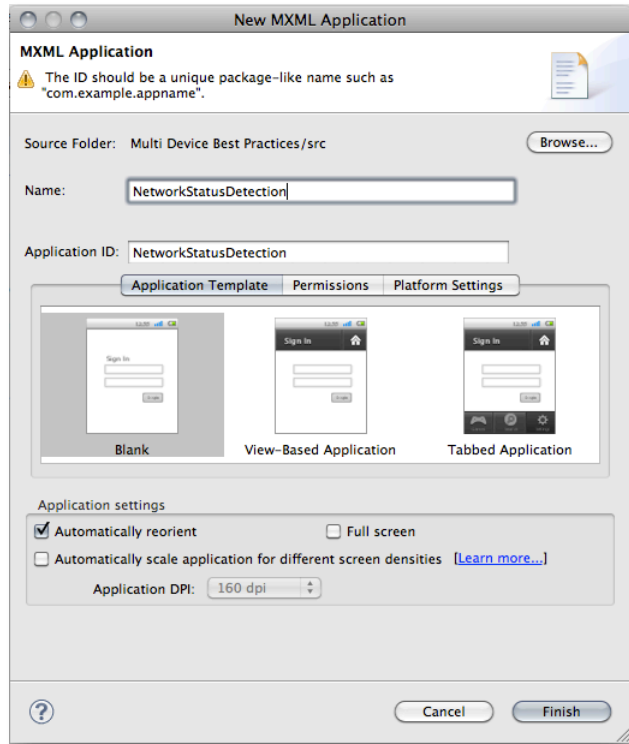 New MXML Application
MXML Application
The ID should be a unique package-like name such as
"com.example.appname".
Source Folder: Multi Device Best Practices/src Browse...
Name: NetworkStatusDetection
Application ID: NetworkStatusDetection
Application Template Permissions Platform Settings
Sign In
Sign In
Sign In
Blank View-Based Application Tabbed Application
Application settings
Automatically reorient Full screen
Automatically scale application for different screen densities [Learn more...]
Application DPI: 160 dpi
? Cancel Finish